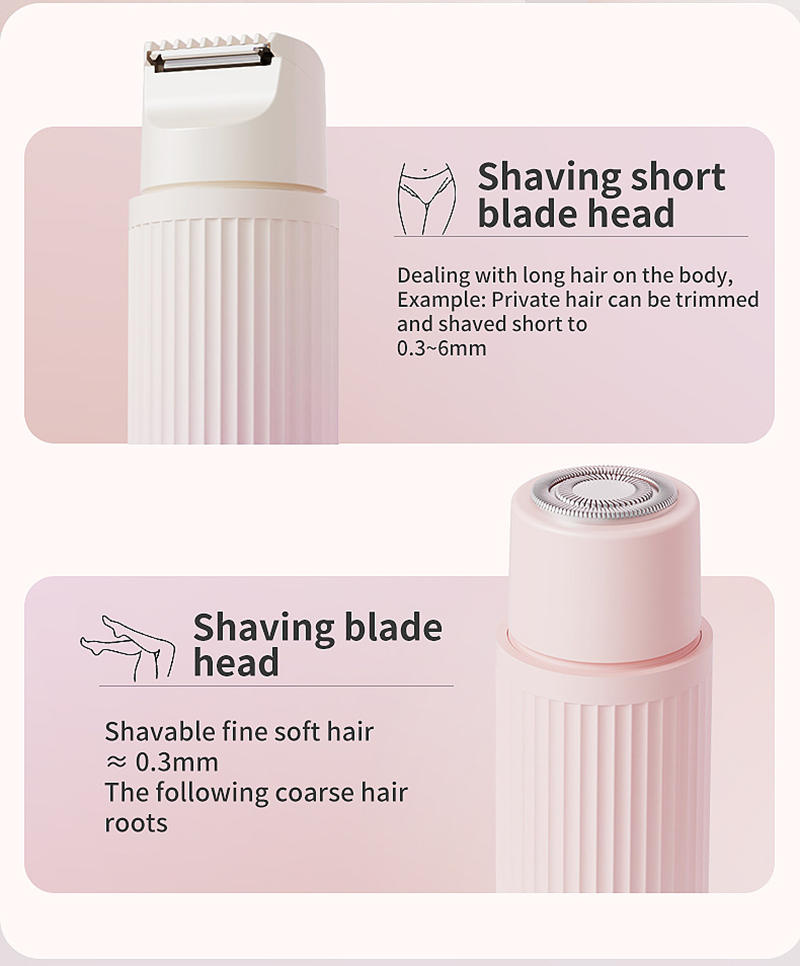 Shaving short
blade head
Dealing with long hair on the body,
Example: Private hair can be trimmed
and shaved short to
0.3~6mm
Shaving blade
head
Shavable fine soft hair
≈ 0.3mm
The following coarse hair
roots